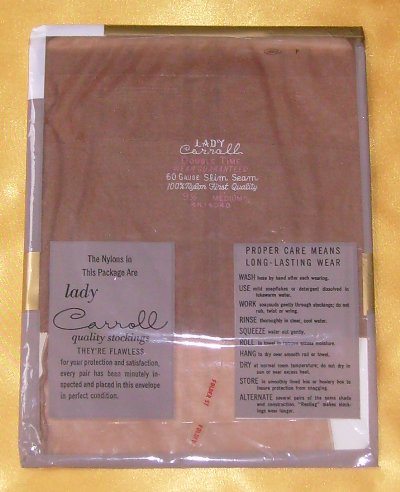 LADY
Carroll
DOUBLE TIME
WEAR GUARANTEED
60 Gauge Slim Seam
100% Nylon First Quality
9½ MEDIUM
The Nylons in
This Package Are
lady
Carroll
quality stockings
THEY'RE FLAWLESS
for your protection and satisfaction,
every pair has been minutely in-
spected and placed in this envelope
in perfect condition.
PROPER CARE MEANS
LONG-LASTING WEAR
WASH hose by hand after each wearing.
USE mild soapflakes or detergent dissolved in
lukewarm water.
WORK soapsuds gently through stockings; do not
rub, twist or wring.
RINSE thoroughly in clear, cool water.
SQUEEZE water out gently.
ROLL in towel to remove excess moisture.
HANG to dry over smooth rail or towel.
DRY at normal room temperature; do not dry in
sun or near excess heat.
STORE in smoothly lined box or hosiery box to
insure protection from snagging.
ALTERNATE several pairs of the same shade
and construction. "Resting" makes stock-
ings wear longer.